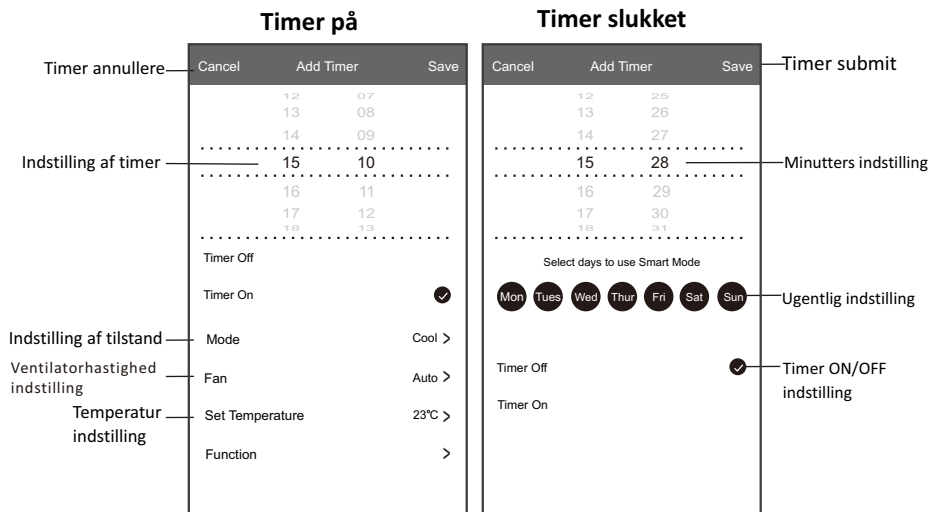 Timer på
Timer slukket
Timer annullere
Cancel Add Timer Save
12 07
13 08
14 09
Indstilling af timer
15 10
16 11
17 12
18 13
Timer Off
Timer On
Indstilling af tilstand
Mode Cool >
Ventilatorhastighed
indstilling
Fan Auto >
Temperatur
indstilling
Set Temperature 23℃ >
Function >
Cancel Add Timer Save
Timer submit
12 25
13 26
14 27
15 28
Minutters indstilling
16 29
17 30
18 31
Select days to use Smart Mode
Mon Tues Wed Thur Fri Sat Sun
Ugentlig indstilling
Timer Off
Timer ON/OFF
indstilling
Timer On